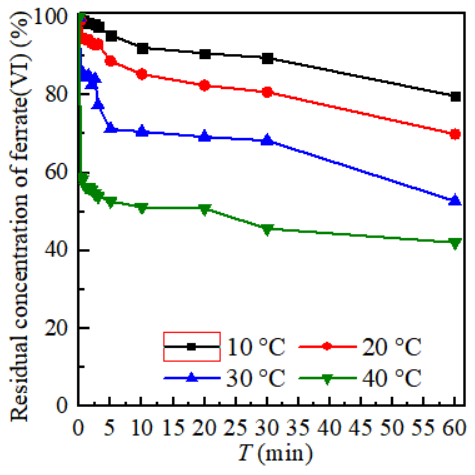 Residual concentration of ferrate(VI) (%)
100
80
60
40
20
0
10 °C
20 °C
30 °C
40 °C
0 5 10 15 20 25 30 35 40 45 50 55 60
T (min)